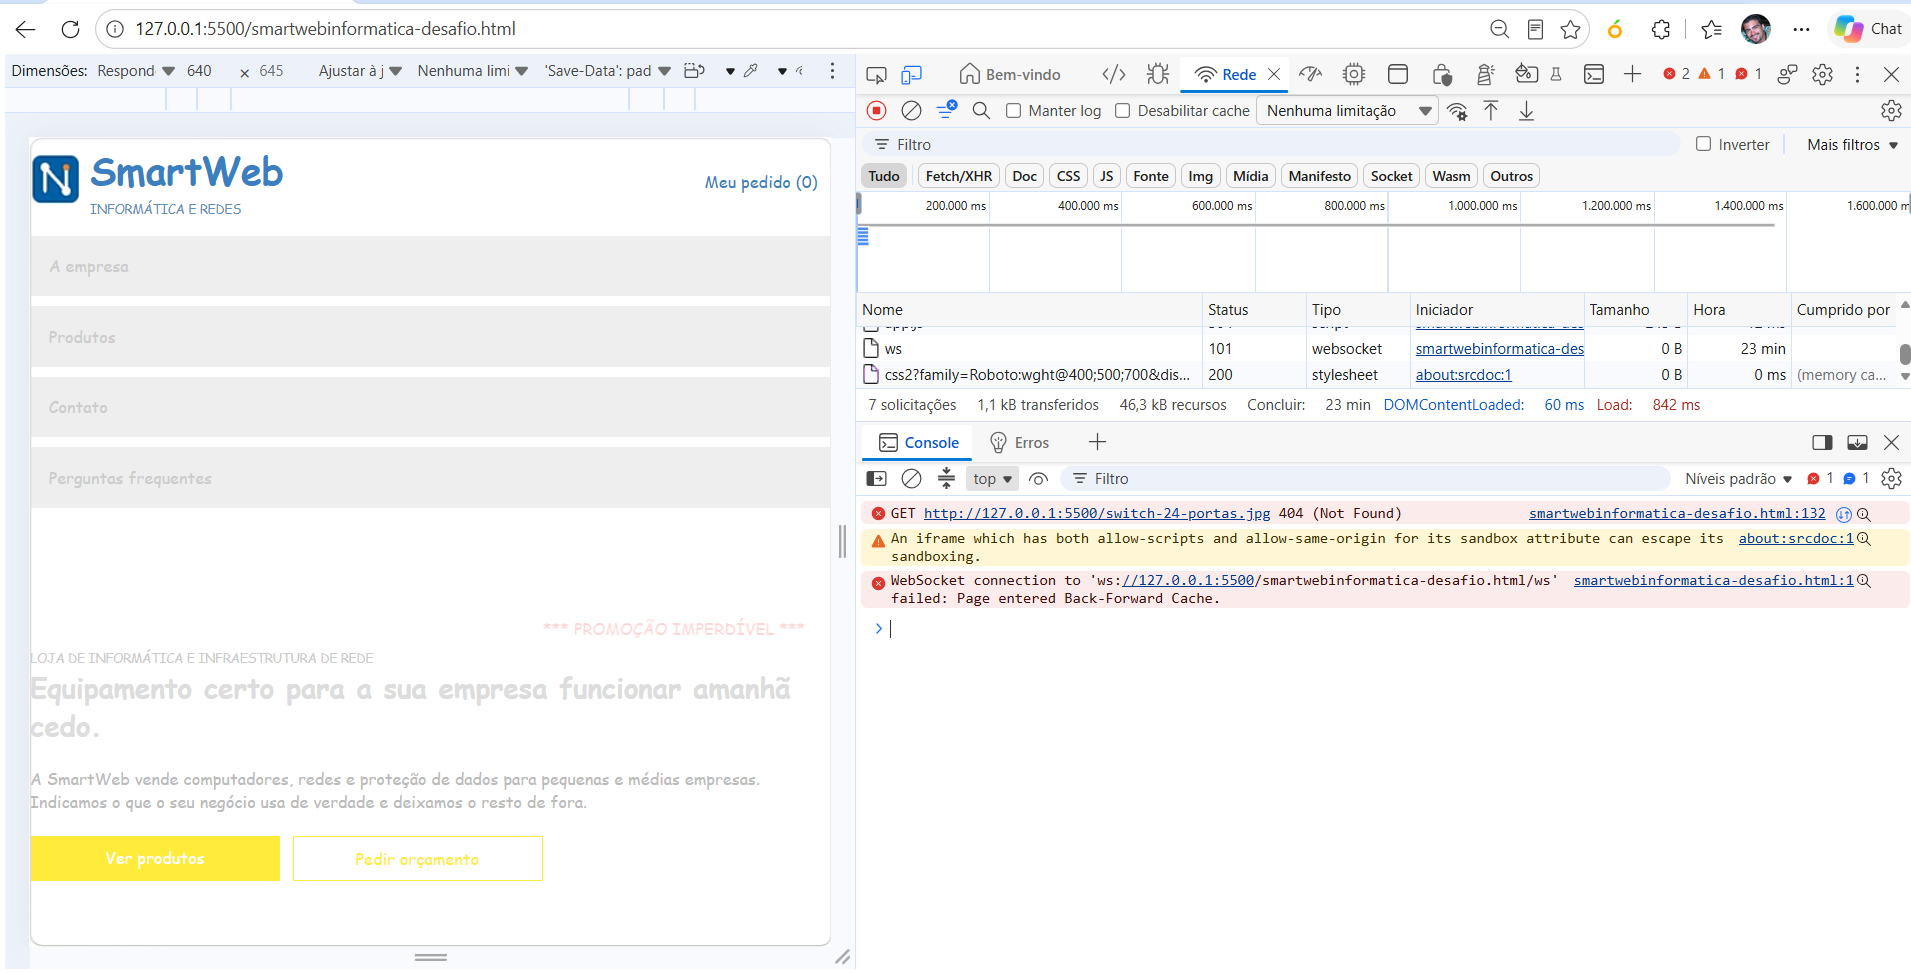 127.0.0.1:5500/smartwebinformatica-desafio.html
Chat
Dimensões: Respond 640 × 645 Ajustar à j Nenhuma limi 'Save-Data': pad
Bem-vindo Rede 2 1 1
Manter log Desabilitar cache Nenhuma limitação
Filtro Inverter Mais filtros
Tudo Fetch/XHR Doc CSS JS Fonte Img Mídia Manifesto Socket Wasm Outros
200.000 ms 400.000 ms 600.000 ms 800.000 ms 1.000.000 ms 1.200.000 ms 1.400.000 ms 1.600.000 m
Nome Status Tipo Iniciador Tamanho Hora Cumprido por
ws 101 websocket smartwebinformatica-des 0 B 23 min
css2?family=Roboto:wght@400;500;700&dis... 200 stylesheet about:srcdoc:1 0 B 0 ms (memory ca...
7 solicitações 1,1 kB transferidos 46,3 kB recursos Concluir: 23 min DOMContentLoaded: 60 ms Load: 842 ms
Console Erros
top Filtro Níveis padrão 1 1
GET http://127.0.0.1:5500/switch-24-portas.jpg 404 (Not Found) smartwebinformatica-desafio.html:132
An iframe which has both allow-scripts and allow-same-origin for its sandbox attribute can escape its about:srcdoc:1
sandboxing.
WebSocket connection to 'ws://127.0.0.1:5500/smartwebinformatica-desafio.html/ws' smartwebinformatica-desafio.html:1
failed: Page entered Back-Forward Cache.
SmartWeb
INFORMÁTICA E REDES
Meu pedido (0)
A empresa
Produtos
Contato
Perguntas frequentes
*** PROMOÇÃO IMPERDÍVEL ***
LOJA DE INFORMÁTICA E INFRAESTRUTURA DE REDE
Equipamento certo para a sua empresa funcionar amanhã
cedo.
A SmartWeb vende computadores, redes e proteção de dados para pequenas e médias empresas.
Indicamos o que o seu negócio usa de verdade e deixamos o resto de fora.
Ver produtos
Pedir orçamento